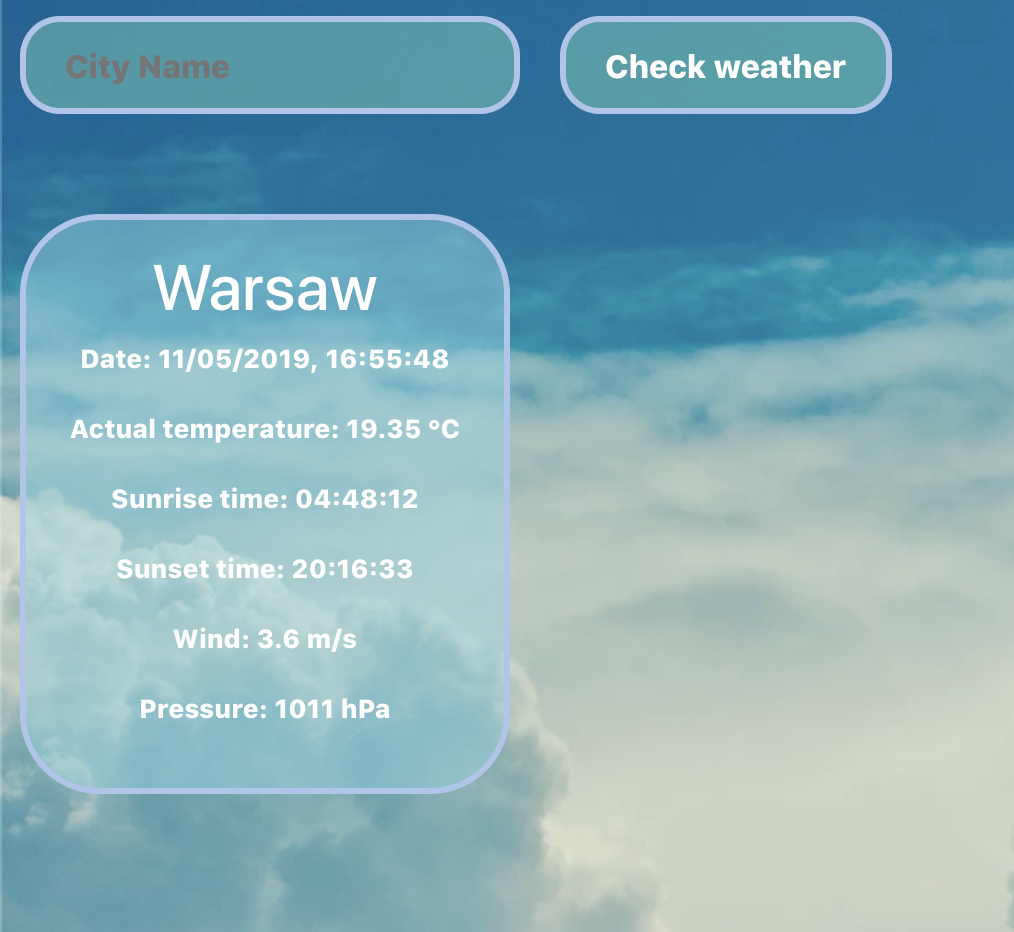 City Name
Check weather
Warsaw
Date: 11/05/2019, 16:55:48
Actual temperature: 19.35 °C
Sunrise time: 04:48:12
Sunset time: 20:16:33
Wind: 3.6 m/s
Pressure: 1011 hPa